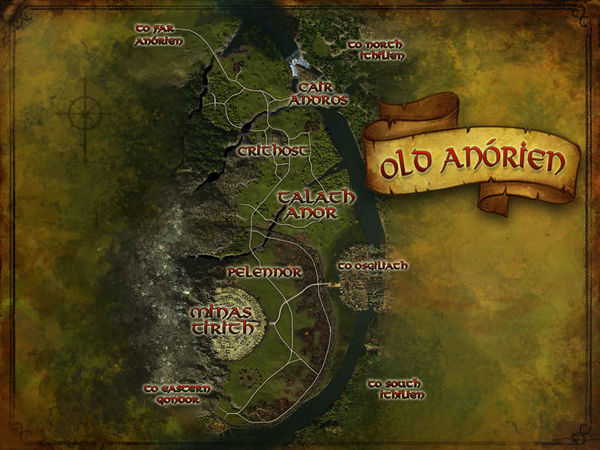 TO FAR
ANÓRIEN
TO NORTH
ITHILIEN
CAIR
ANDROS
CRITHOST
OLD ANÓRIEN
TALATH
ANOR
PELENNOR
TO OSGILIATH
MINAS
TIRITH
TO EASTERN
GONDOR
TO SOUTH
ITHILIEN